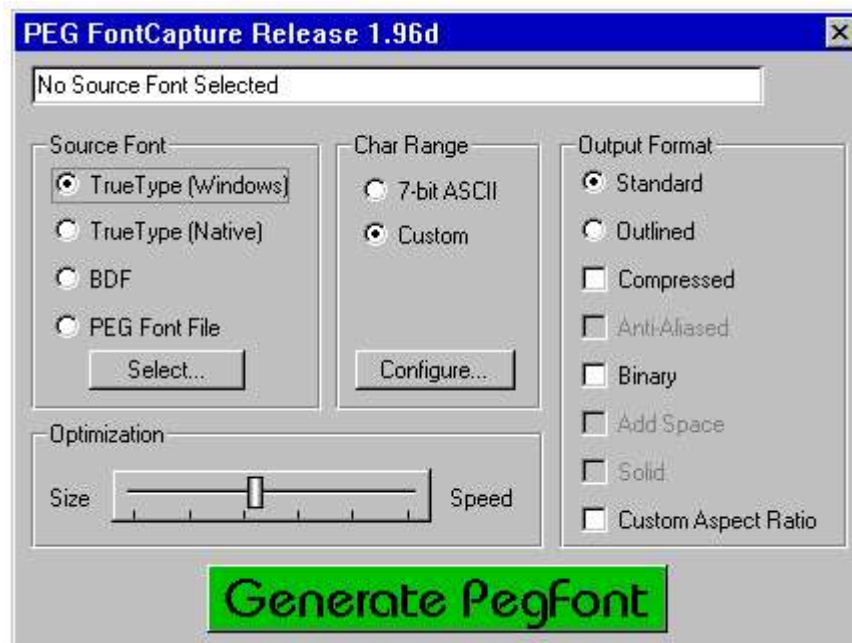 PEG FontCapture Release 1.96d
No Source Font Selected
Source Font
TrueType (Windows)
TrueType (Native)
BDF
PEG Font File
Select...
Char Range
7-bit ASCII
Custom
Configure...
Output Format
Standard
Outlined
Compressed
Anti-Aliased
Binary
Add Space
Solid
Custom Aspect Ratio
Optimization
Size
Speed
Generate PegFont